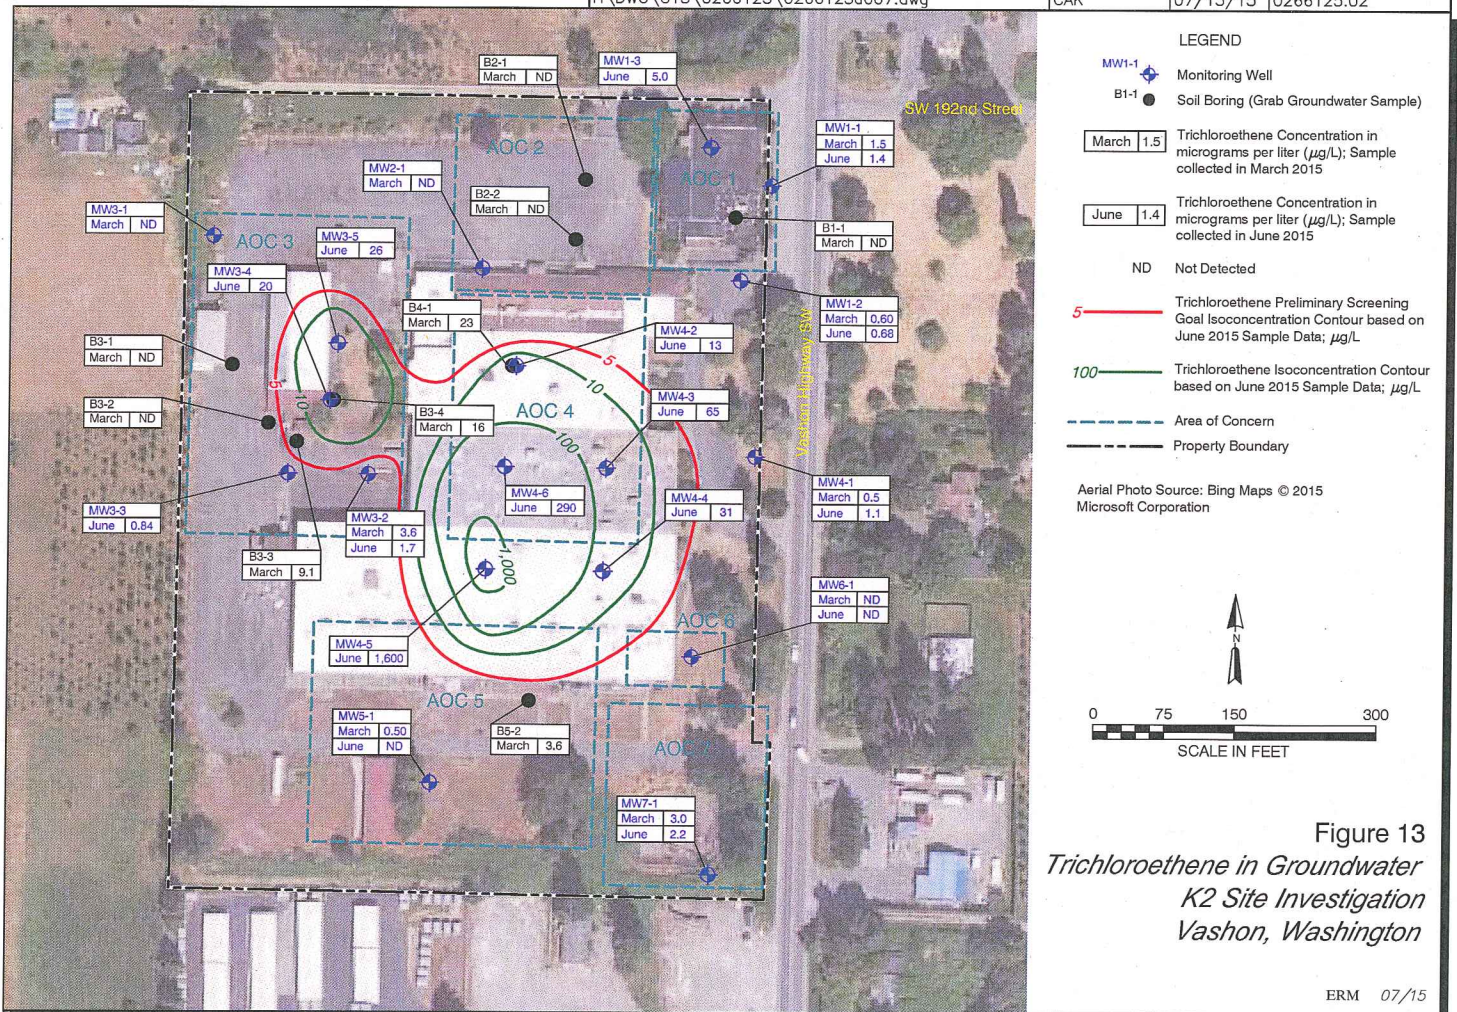 H\DWG\S15\0266125\0266125d007.dwg
CAR
07/15/15
0266125.02
LEGEND
MW1-1
Monitoring Well
B1-1
Soil Boring (Grab Groundwater Sample)
March 1.5
Trichloroethene Concentration in
micrograms per liter (µg/L); Sample
collected in March 2015
June 1.4
Trichloroethene Concentration in
micrograms per liter (µg/L); Sample
collected in June 2015
ND Not Detected
5
Trichloroethene Preliminary Screening
Goal Isoconcentration Contour based on
June 2015 Sample Data; µg/L
100
Trichloroethene Isoconcentration Contour
based on June 2015 Sample Data; µg/L
Area of Concern
Property Boundary
Aerial Photo Source: Bing Maps © 2015
Microsoft Corporation
N
0 75 150 300
SCALE IN FEET
Figure 13
Trichloroethene in Groundwater
K2 Site Investigation
Vashon, Washington
ERM 07/15
B2-1
March ND
MW1-3
June 5.0
SW 192nd Street
MW1-1
March 1.5
June 1.4
AOC 2
MW2-1
March ND
AOC 1
B2-2
March ND
MW3-1
March ND
B1-1
March ND
AOC 3
MW3-5
June 26
MW3-4
June 20
B4-1
March 23
MW1-2
March 0.60
June 0.68
Vashon Highway SW
MW4-2
June 13
B3-1
March ND
5
5
10
10
B3-2
March ND
B3-4
March 16
AOC 4
MW4-3
June 65
100
MW4-6
June 290
MW4-4
June 31
MW4-1
March 0.5
June 1.1
MW3-3
June 0.84
MW3-2
March 3.6
June 1.7
B3-3
March 9.1
1,000
MW6-1
March ND
June ND
AOC 6
MW4-5
June 1,600
AOC 5
MW5-1
March 0.50
June ND
B5-2
March 3.6
AOC 7
MW7-1
March 3.0
June 2.2